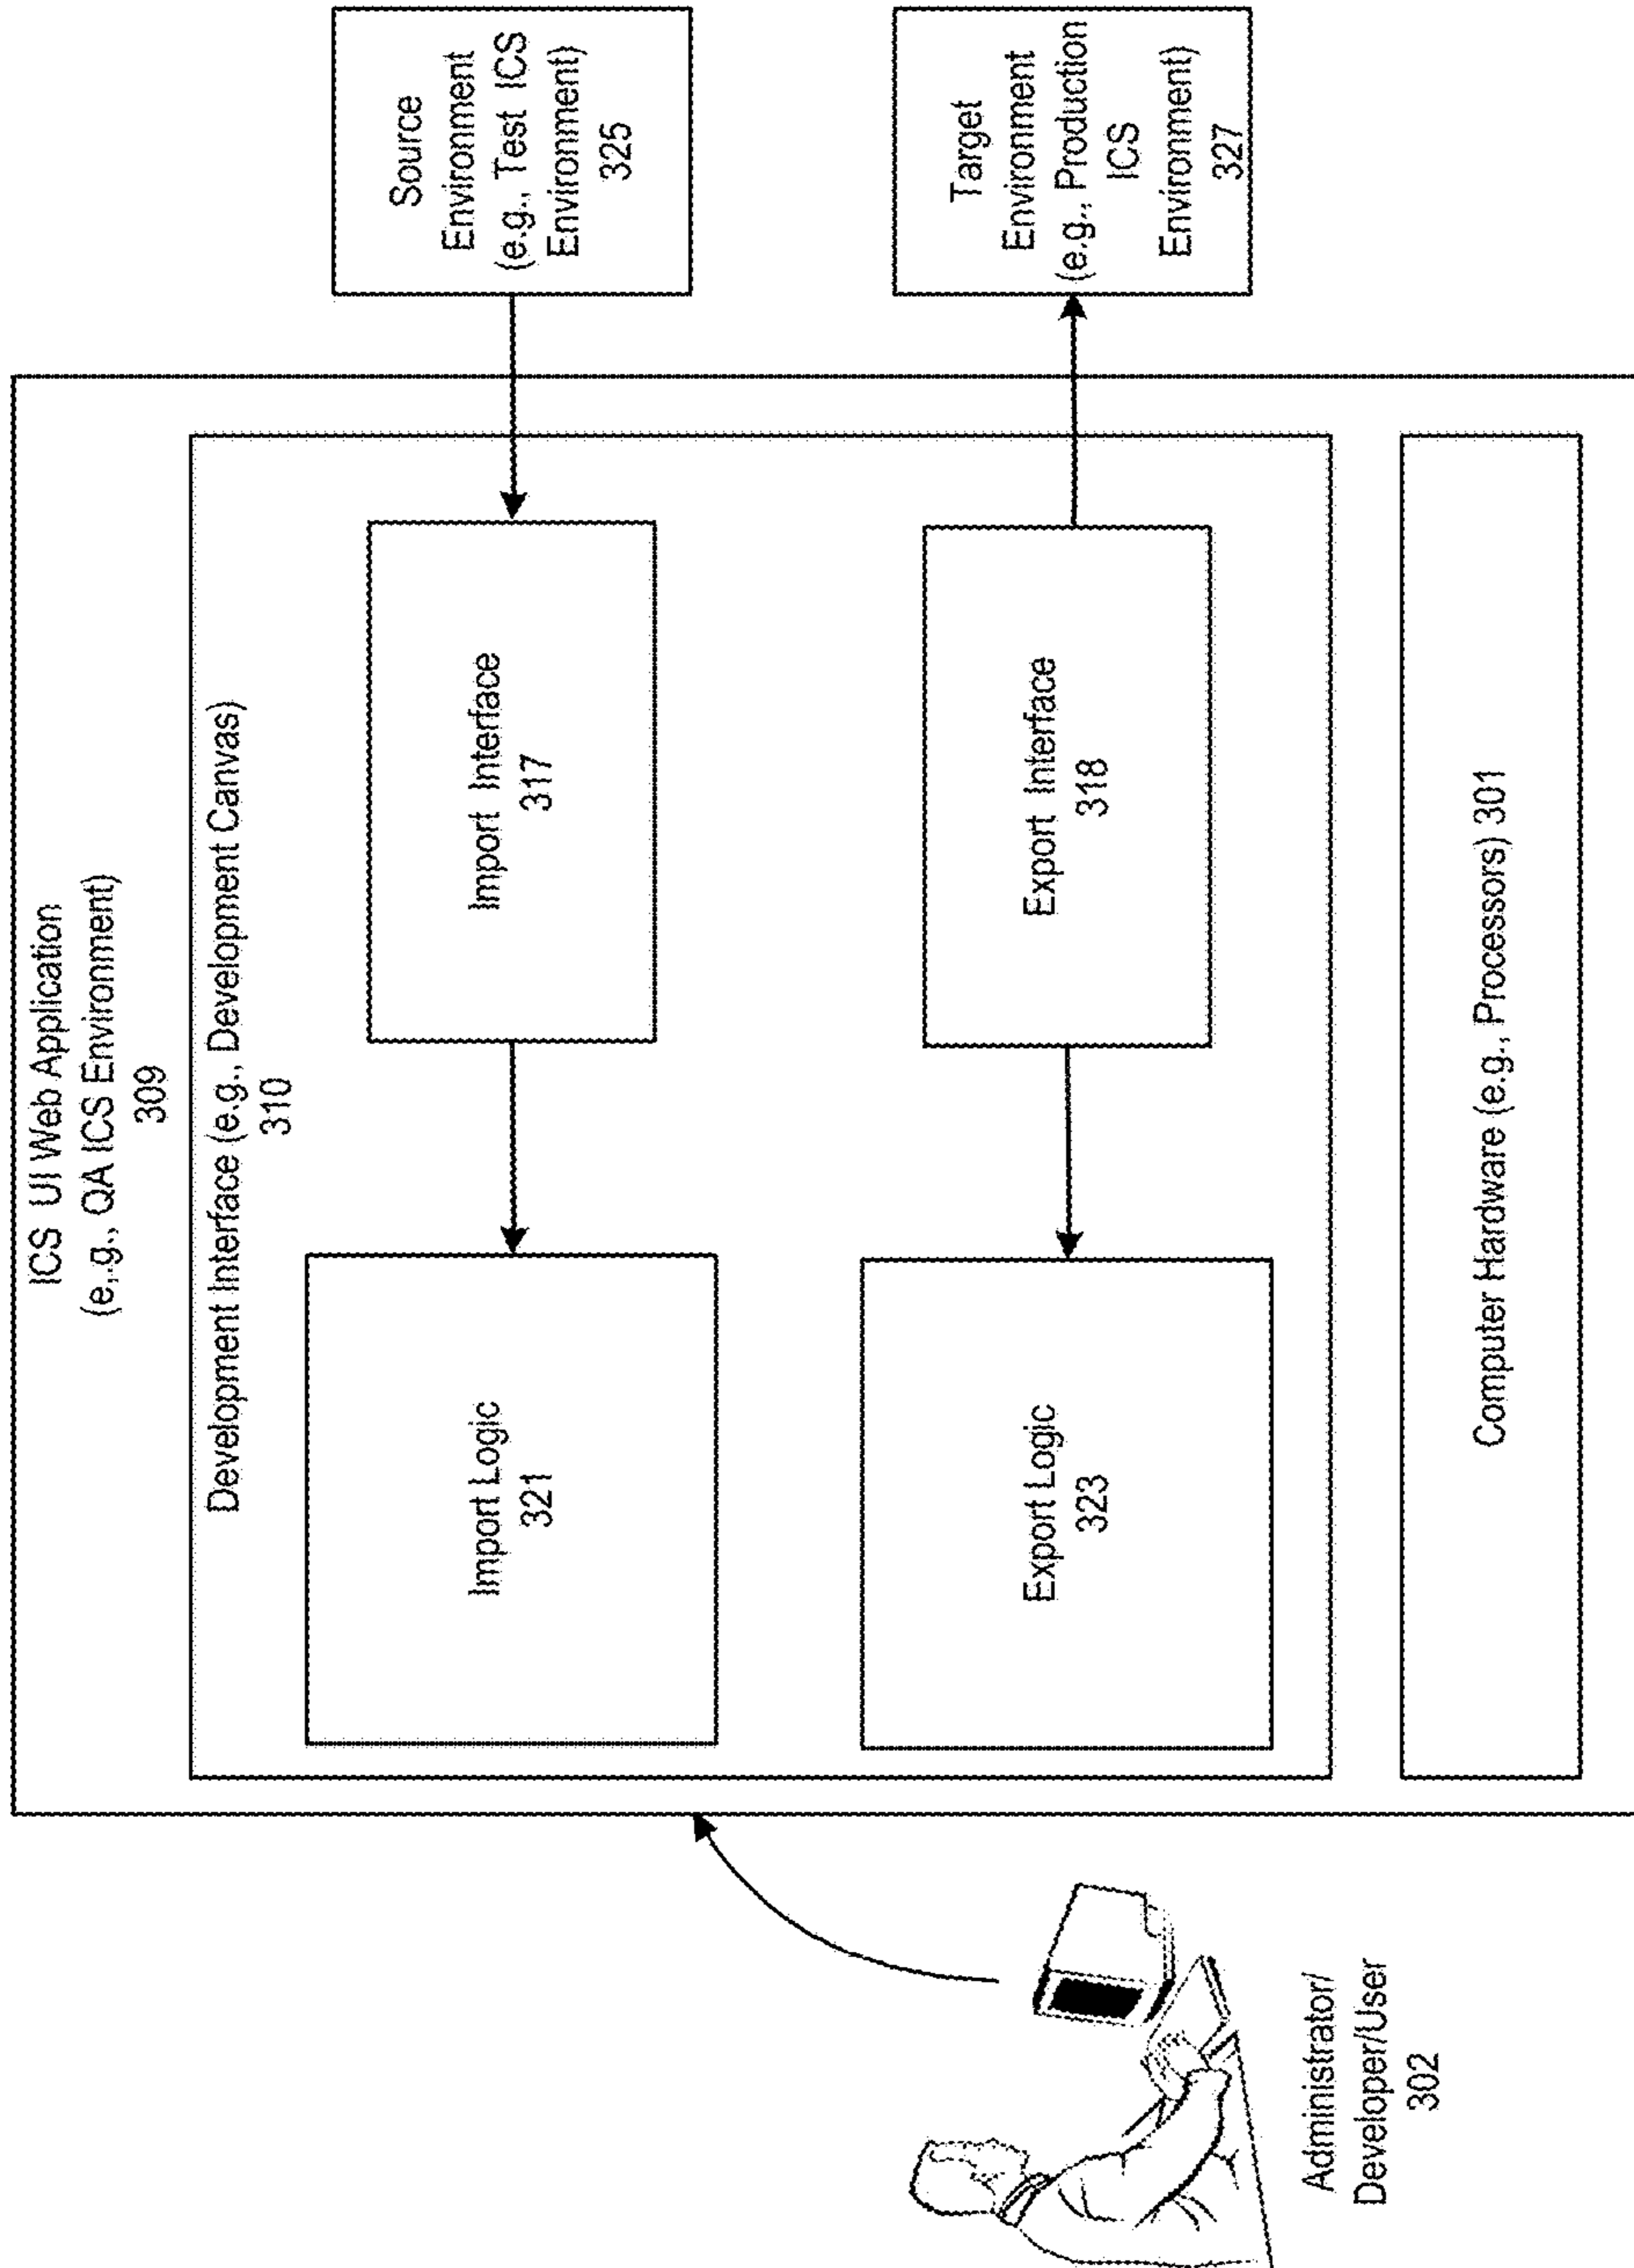 ICS UI Web Application
(e.g., QA ICS Environment)
309
Development Interface (e.g., Development Canvas)
310
Import Logic
321
Import Interface
317
Source
Environment
(e.g., Test ICS
Environment)
325
Export Logic
323
Export Interface
318
Target
Environment
(e.g., Production
ICS
Environment)
327
Computer Hardware (e.g., Processors) 301
Administrator/
Developer/User
302